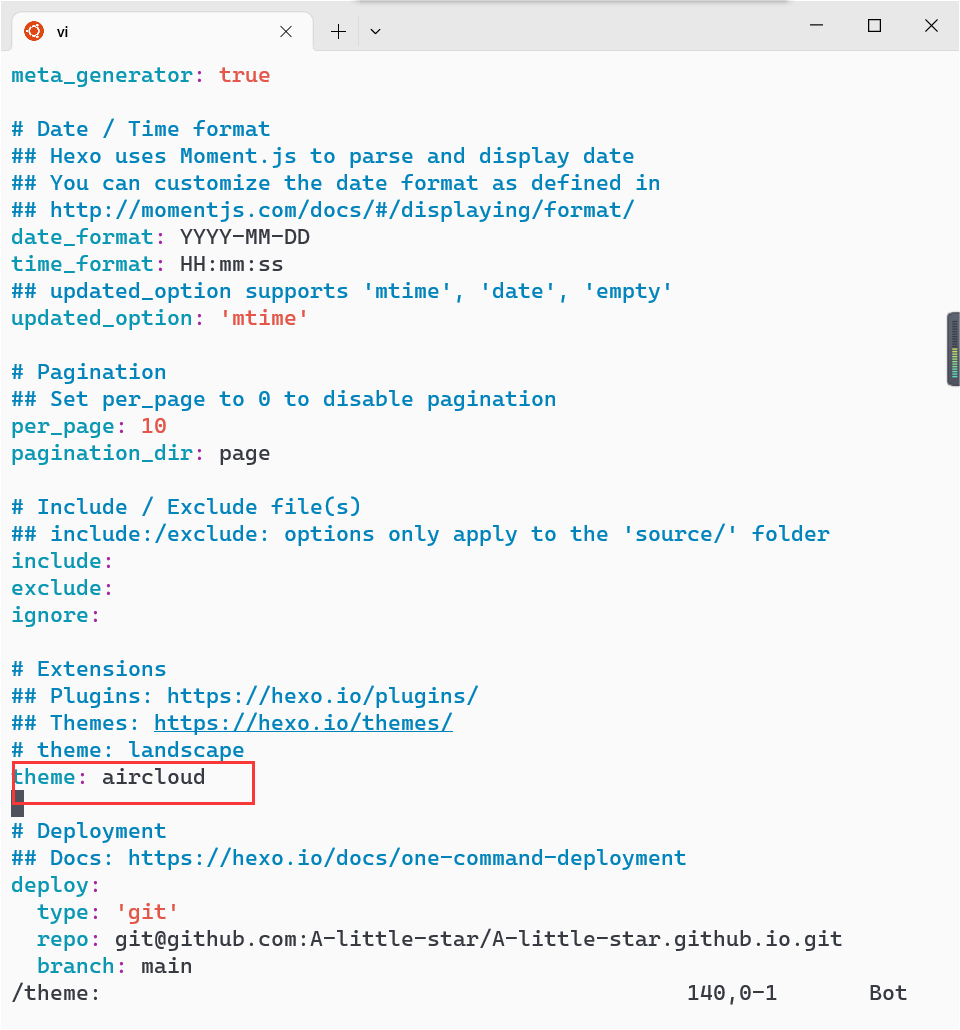 vi
meta_generator: true
# Date / Time format
## Hexo uses Moment.js to parse and display date
## You can customize the date format as defined in
## http://momentjs.com/docs/#/displaying/format/
date_format: YYYY-MM-DD
time_format: HH:mm:ss
## updated_option supports 'mtime', 'date', 'empty'
updated_option: 'mtime'
# Pagination
## Set per_page to 0 to disable pagination
per_page: 10
pagination_dir: page
# Include / Exclude file(s)
## include:/exclude: options only apply to the 'source/' folder
include:
exclude:
ignore:
# Extensions
## Plugins: https://hexo.io/plugins/
## Themes: https://hexo.io/themes/
# theme: landscape
theme: aircloud
# Deployment
## Docs: https://hexo.io/docs/one-command-deployment
deploy:
  type: 'git'
  repo: git@github.com:A-little-star/A-little-star.github.io.git
  branch: main
/theme: 140,0-1 Bot